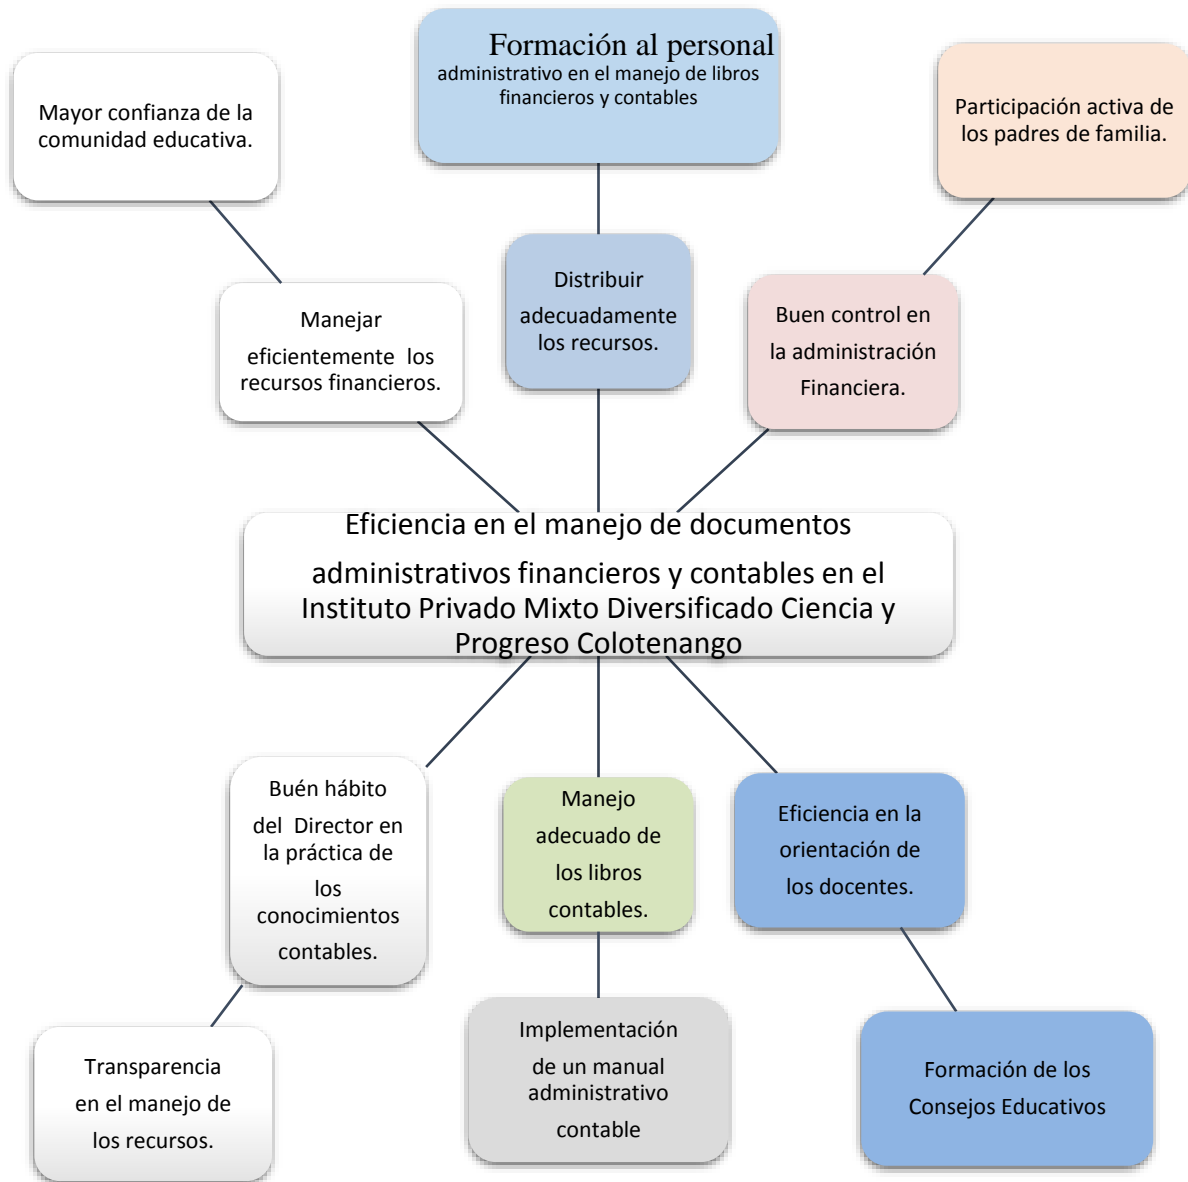 Formación al personal
administrativo en el manejo de libros
financieros y contables
Mayor confianza de la
comunidad educativa.
Participación activa de
los padres de familia.
Manejar
eficientemente los
recursos financieros.
Distribuir
adecuadamente
los recursos.
Buen control en
la administración
Financiera.
Eficiencia en el manejo de documentos
administrativos financieros y contables en el
Instituto Privado Mixto Diversificado Ciencia y
Progreso Colotenango
Buén hábito
del Director en
la práctica de
los
conocimientos
contables.
Manejo
adecuado de
los libros
contables.
Eficiencia en la
orientación de
los docentes.
Transparencia
en el manejo de
los recursos.
Implementación
de un manual
administrativo
contable
Formación de los
Consejos Educativos